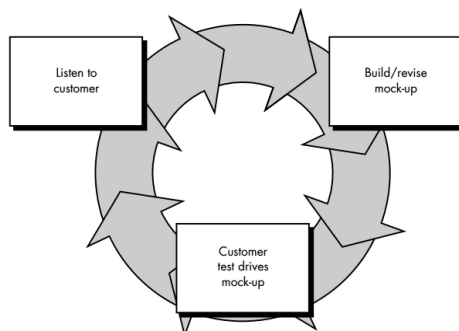 Listen to
customer
Build/revise
mock-up
Customer
test drives
mock-up